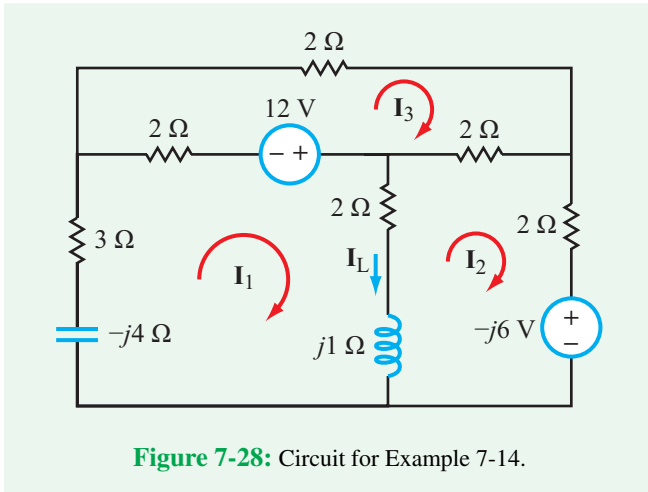 2 Ω
12 V
I3
2 Ω
2 Ω
− +
2 Ω
2 Ω
3 Ω
I1
IL
I2
−j4 Ω
j1 Ω
−j6 V
+
−
Figure 7-28: Circuit for Example 7-14.